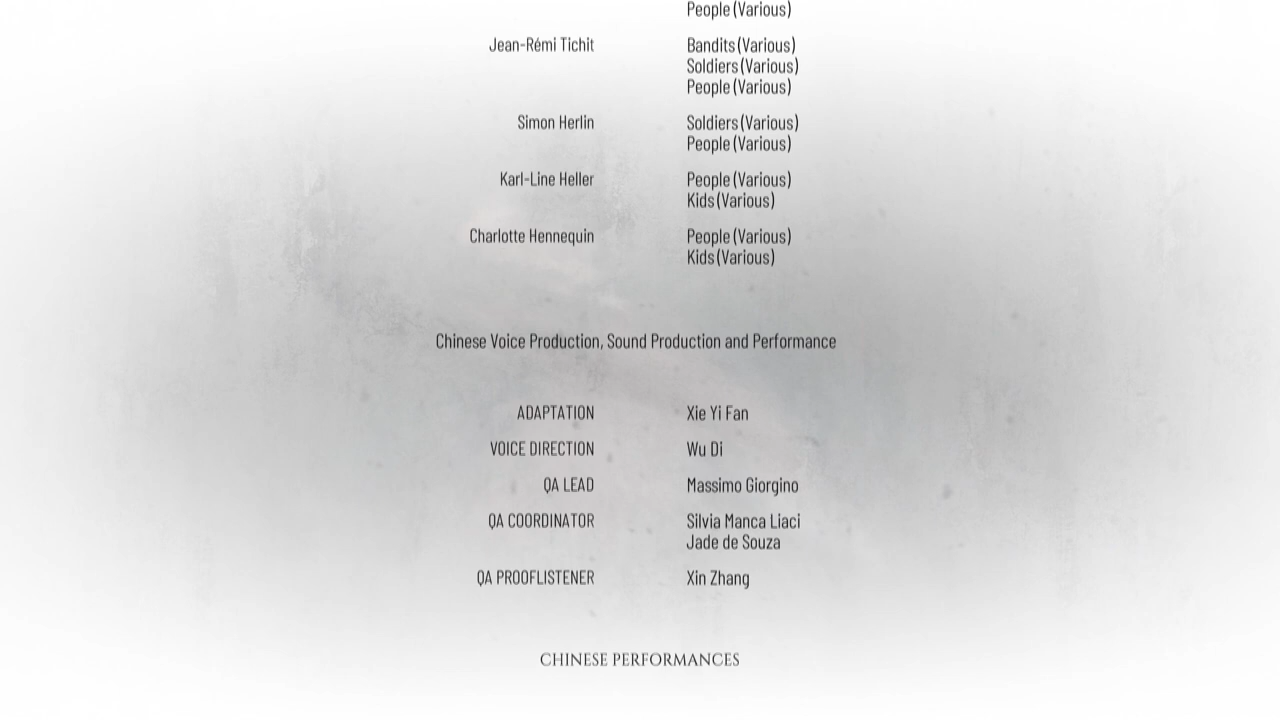 People (Various)
Jean-Rémi Tichit Bandits (Various)
Soldiers (Various)
People (Various)
Simon Herlin Soldiers (Various)
People (Various)
Karl-Line Heller People (Various)
Kids (Various)
Charlotte Hennequin People (Various)
Kids (Various)
Chinese Voice Production, Sound Production and Performance
ADAPTATION Xie Yi Fan
VOICE DIRECTION Wu Di
QA LEAD Massimo Giorgino
QA COORDINATOR Silvia Manca Liaci
Jade de Souza
QA PROOFLISTENER Xin Zhang
CHINESE PERFORMANCES